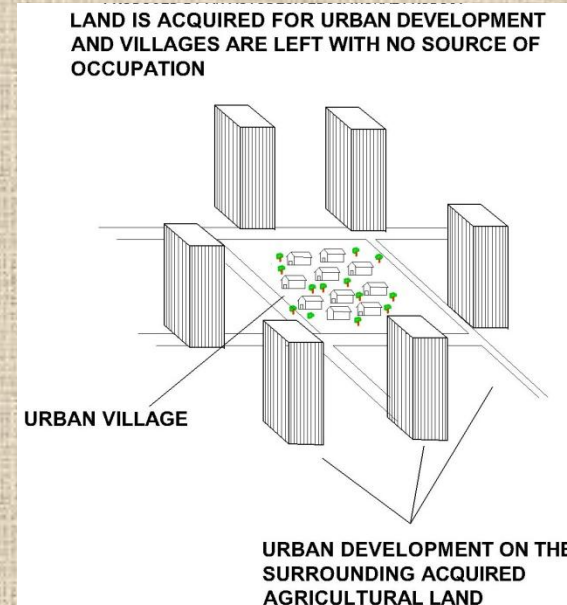 LAND IS ACQUIRED FOR URBAN DEVELOPMENT
AND VILLAGES ARE LEFT WITH NO SOURCE OF
OCCUPATION
URBAN VILLAGE
URBAN DEVELOPMENT ON THE
SURROUNDING ACQUIRED
AGRICULTURAL LAND